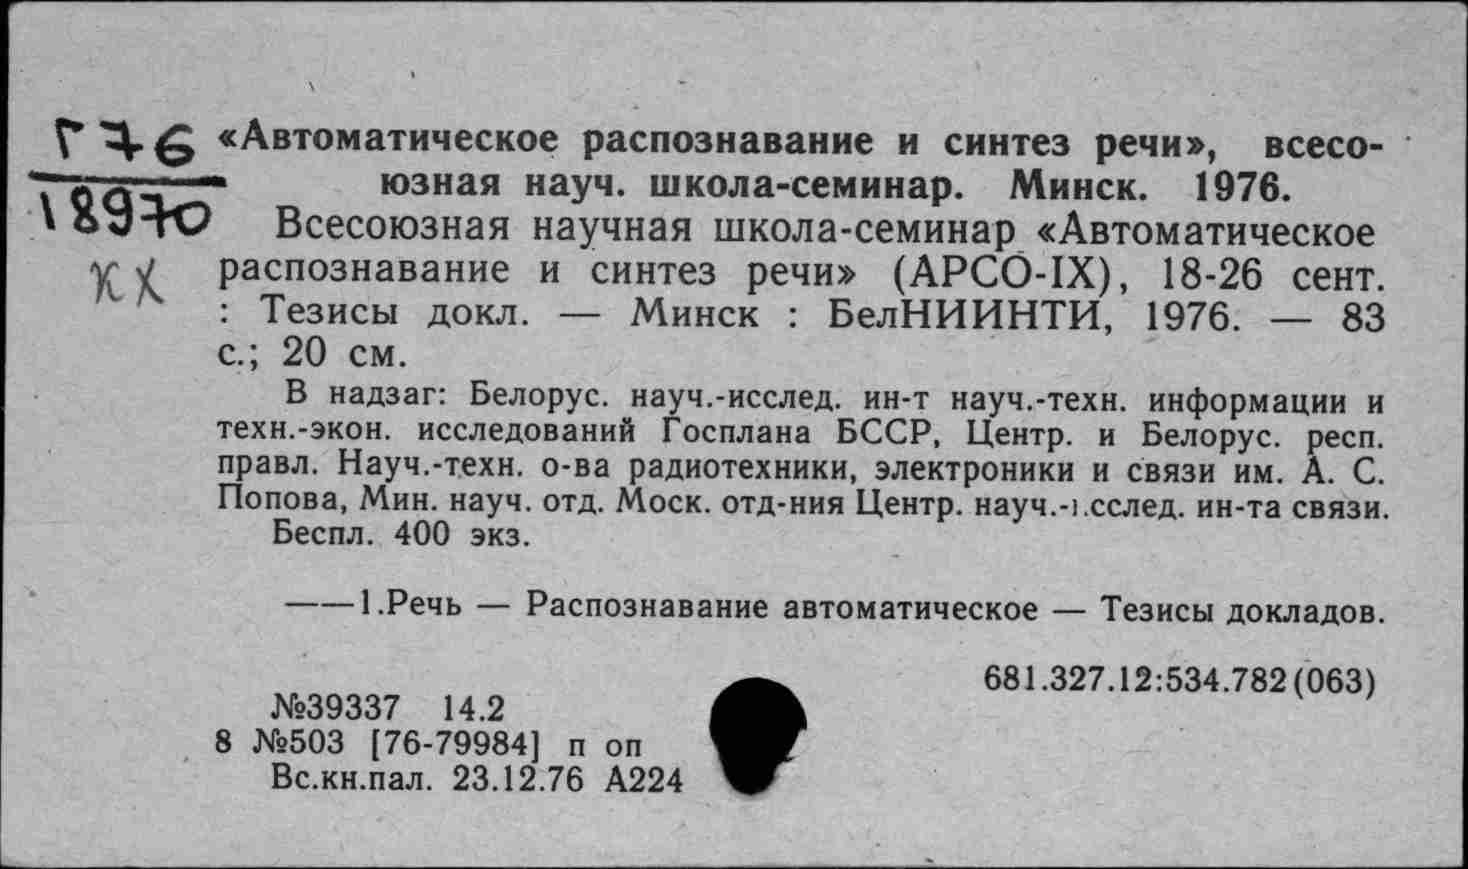 Г 76 «Автоматическое распознавание и синтез речи», всесо-
юзная науч. школа-семинар. Минск. 1976.
18970
Всесоюзная научная школа-семинар «Автоматическое
КХ распознавание и синтез речи» (АРСО-IX), 18-26 сент.
: Тезисы докл. — Минск : БелНИИНТИ, 1976. — 83
с.; 20 см.
В надзаг: Белорус. науч.-исслед. ин-т науч.-техн. информации и
техн.-экон. исследований Госплана БССР, Центр. и Белорус. респ.
правл. Науч.-техн. о-ва радиотехники, электроники и связи им. А. С.
Попова, Мин. науч. отд. Моск. отд-ния Центр. науч.-исслед. ин-та связи.
Беспл. 400 экз.
——1.Речь — Распознавание автоматическое — Тезисы докладов.
681.327.12:534.782(063)
№39337 14.2
8 №503 [76-79984] п оп
Вс.кн.пал. 23.12.76 А224